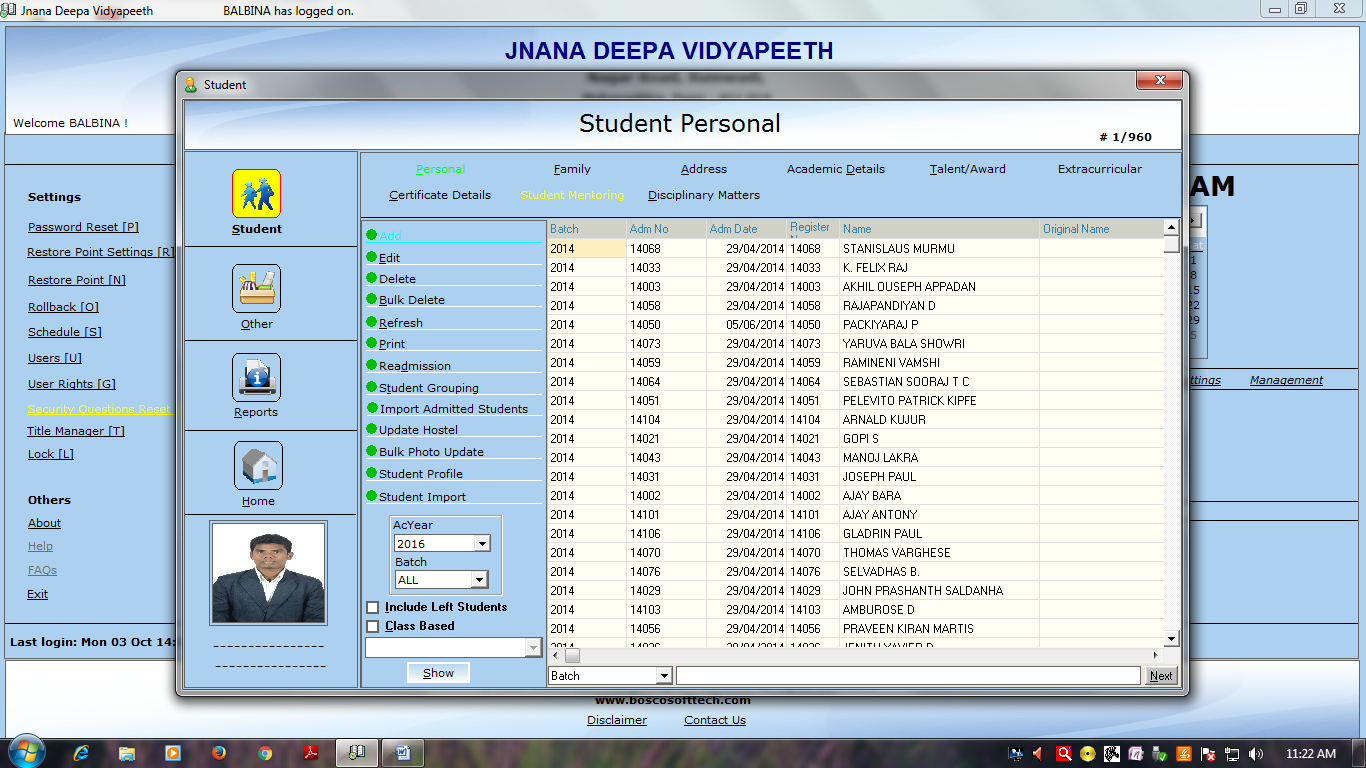 Jnana Deepa Vidyapeeth BALBINA has logged on.
JNANA DEEPA VIDYAPEETH
Welcome BALBINA !
AM
Settings
Password Reset [P]
Restore Point Settings [R]
Restore Point [N]
Rollback [O]
Schedule [S]
Users [U]
User Rights [G]
Security Questions Reset
Title Manager [T]
Lock [L]
Others
About
Help
FAQs
Exit
Last login: Mon 03 Oct 14:
Student
Student Personal
# 1/960
Student
Other
Reports
Home
----------------
----------------
Personal Family Address Academic Details Talent/Award Extracurricular
Certificate Details Student Mentoring Disciplinary Matters
Add
Edit
Delete
Bulk Delete
Refresh
Print
Readmission
Student Grouping
Import Admitted Students
Update Hostel
Bulk Photo Update
Student Profile
Student Import
AcYear
2016
Batch
ALL
Include Left Students
Class Based
Show
Batch Adm No Adm Date Register Name Original Name
2014 14068 29/04/2014 14068 STANISLAUS MURMU
2014 14033 29/04/2014 14033 K. FELIX RAJ
2014 14003 29/04/2014 14003 AKHIL OUSEPH APPADAN
2014 14058 29/04/2014 14058 RAJAPANDIYAN D
2014 14050 05/06/2014 14050 PACKIYARAJ P
2014 14073 29/04/2014 14073 YARUVA BALA SHOWRI
2014 14059 29/04/2014 14059 RAMINENI VAMSHI
2014 14064 29/04/2014 14064 SEBASTIAN SOORAJ T C
2014 14051 29/04/2014 14051 PELEVITO PATRICK KIPFE
2014 14104 29/04/2014 14104 ARNALD KUJUR
2014 14021 29/04/2014 14021 GOPI S
2014 14043 29/04/2014 14043 MANOJ LAKRA
2014 14031 29/04/2014 14031 JOSEPH PAUL
2014 14002 29/04/2014 14002 AJAY BARA
2014 14101 29/04/2014 14101 AJAY ANTONY
2014 14106 29/04/2014 14106 GLADRIN PAUL
2014 14070 29/04/2014 14070 THOMAS VARGHESE
2014 14076 29/04/2014 14076 SELVADHAS B.
2014 14029 29/04/2014 14029 JOHN PRASHANTH SALDANHA
2014 14103 29/04/2014 14103 AMBUROSE D
2014 14056 29/04/2014 14056 PRAVEEN KIRAN MARTIS
Batch
Next
ttings Management
www.boscosofttech.com
Disclaimer Contact Us
11:22 AM